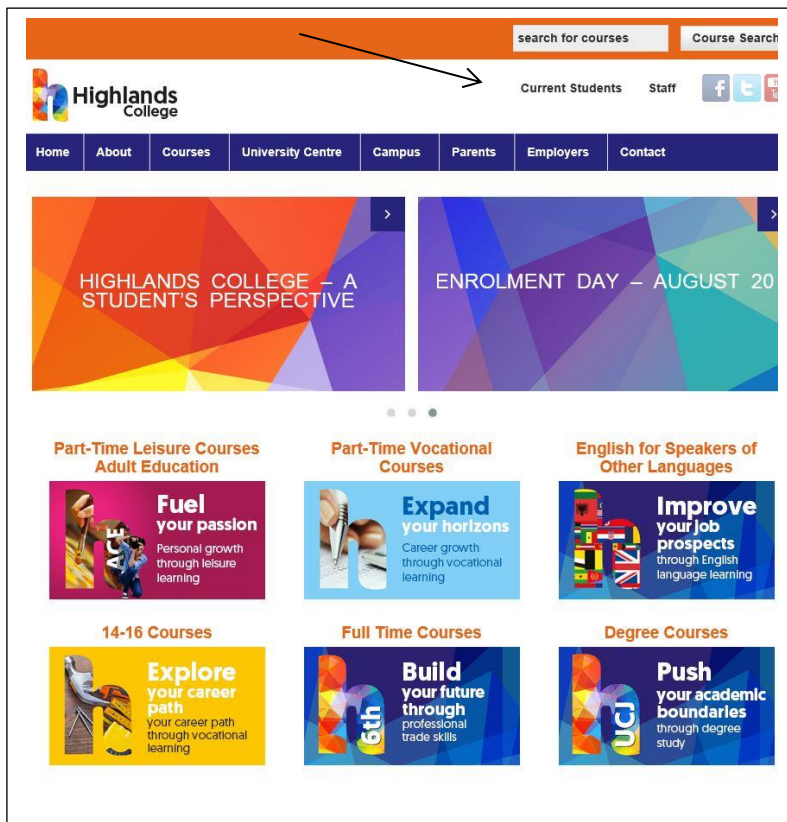 search for courses Course Search
Current Students Staff
Highlands
College
Home About Courses University Centre Campus Parents Employers Contact
HIGHLANDS COLLEGE – A
STUDENT'S PERSPECTIVE
ENROLMENT DAY – AUGUST 20
Part-Time Leisure Courses
Adult Education
Part-Time Vocational
Courses
English for Speakers of
Other Languages
ACE
Fuel
your passion
Personal growth
through leisure
learning
Expand
your horizons
Career growth
through vocational
learning
Improve
your job
prospects
through English
language learning
14-16 Courses
Full Time Courses
Degree Courses
Explore
your career
path
your career path
through vocational
learning
6th
Build
your future
through
professional
trade skills
UCJ
Push
your academic
boundaries
through degree
study